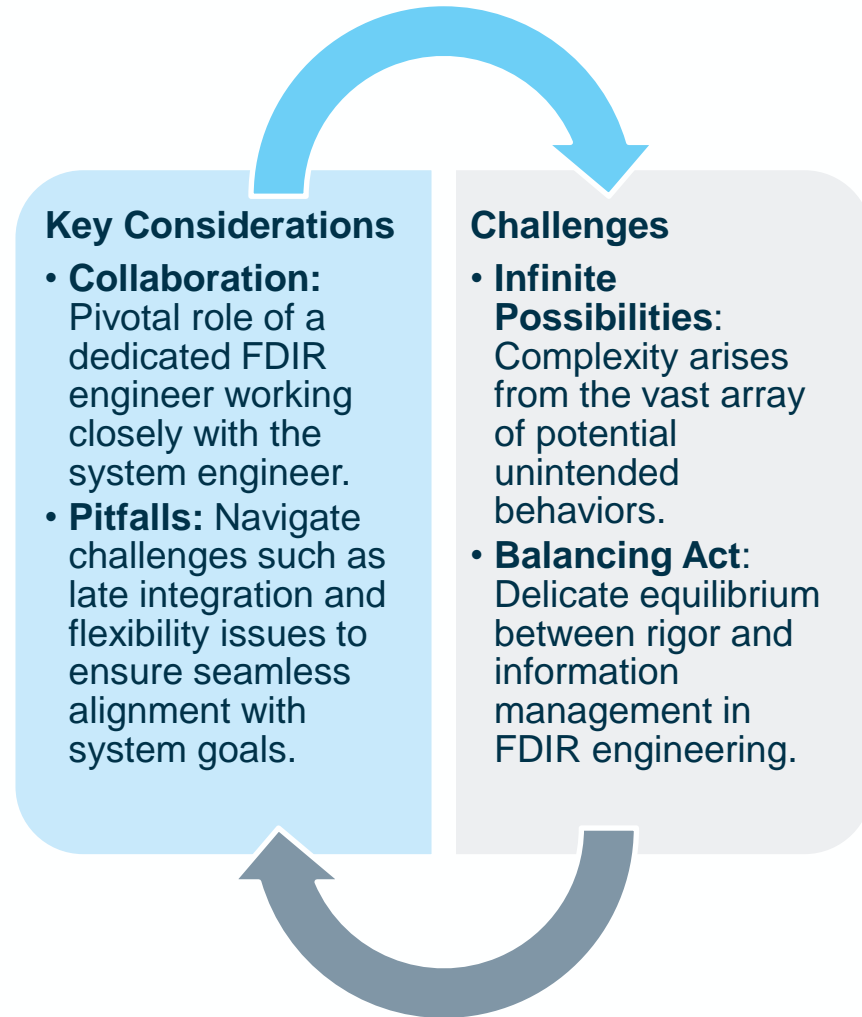 Key Considerations
• Collaboration:
Pivotal role of a
dedicated FDIR
engineer working
closely with the
system engineer.
• Pitfalls: Navigate
challenges such as
late integration and
flexibility issues to
ensure seamless
alignment with
system goals.
Challenges
• Infinite
Possibilities:
Complexity arises
from the vast array
of potential
unintended
behaviors.
• Balancing Act:
Delicate equilibrium
between rigor and
information
management in
FDIR engineering.